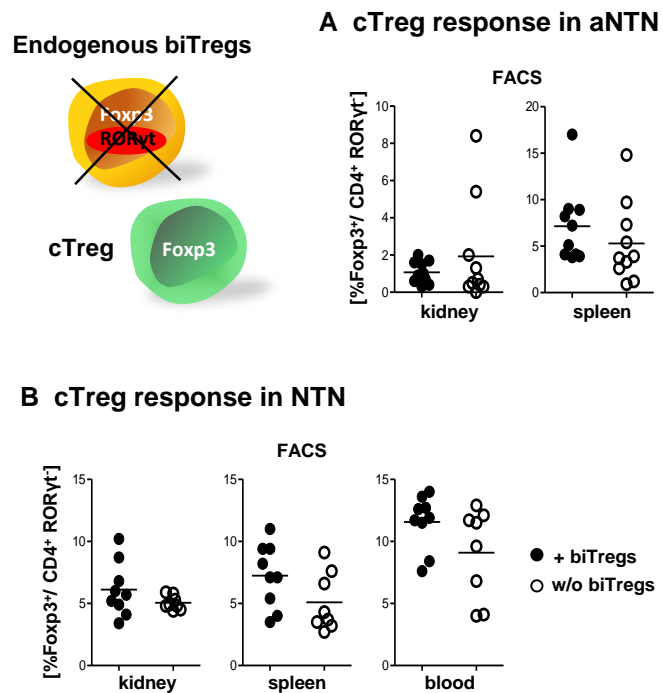 Endogenous biTregs
Foxp3
RORγt
cTreg
Foxp3
A cTreg response in aNTN
FACS
[%Foxp3⁺/ CD4⁺ RORγt⁻]
10
8
6
4
2
0
kidney
20
15
10
5
0
spleen
B cTreg response in NTN
FACS
[%Foxp3⁺/ CD4⁺ RORγt⁻]
15
10
5
0
kidney
15
10
5
0
spleen
15
10
5
0
blood
+ biTregs
w/o biTregs